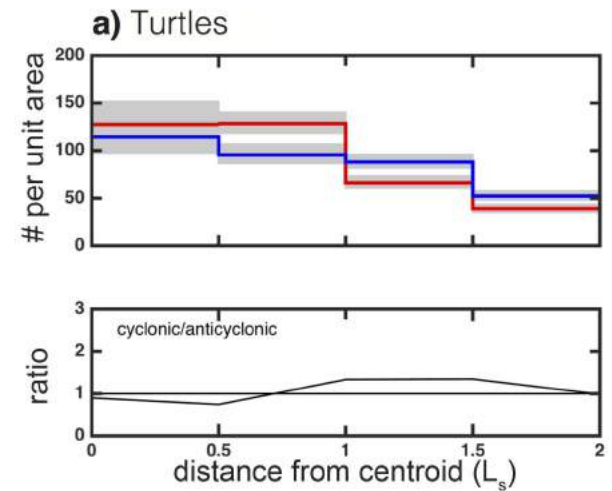 a) Turtles
# per unit area
200
150
100
50
0
cyclonic/anticyclonic
ratio
3
2
1
0
0 0.5 1 1.5 2
distance from centroid (Ls)